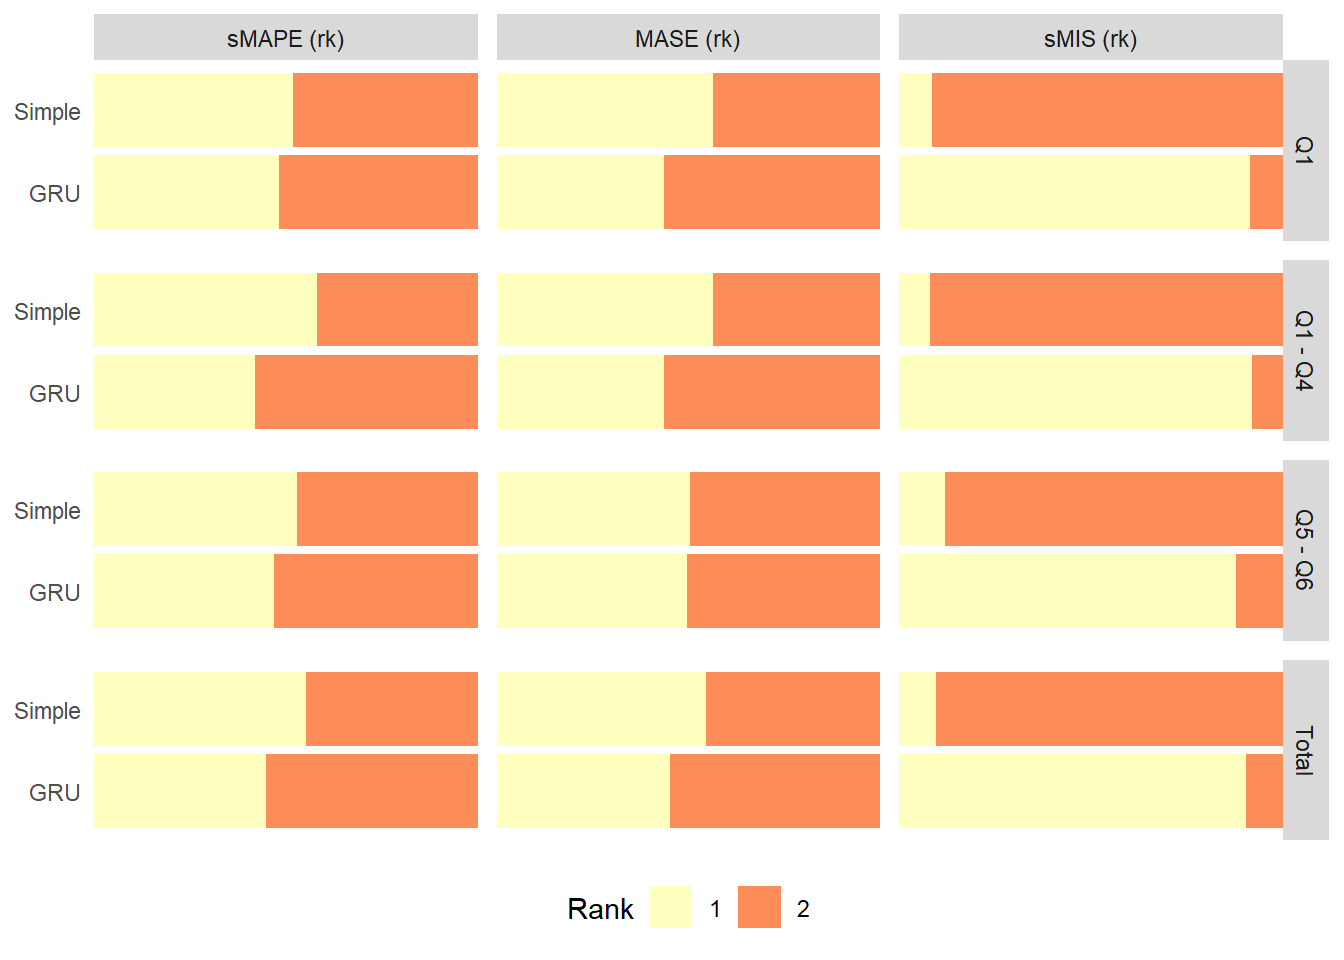 sMAPE (rk)
MASE (rk)
sMIS (rk)
Simple
GRU
Q1
Simple
GRU
Q1 - Q4
Simple
GRU
Q5 - Q6
Simple
GRU
Total
Rank 1 2